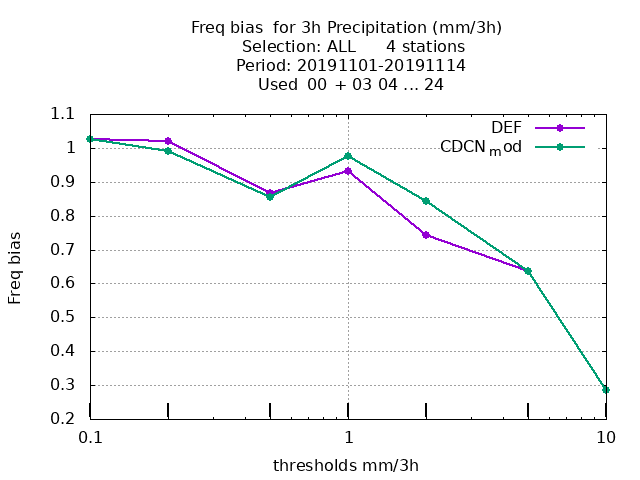 Freq bias  for 3h Precipitation (mm/3h)
Selection: ALL      4 stations
Period: 20191101-20191114
Used  00  + 03 04 ... 24
DEF
CDCN_mod
Freq bias
1.1
1
0.9
0.8
0.7
0.6
0.5
0.4
0.3
0.2
0.1
1
10
thresholds mm/3h